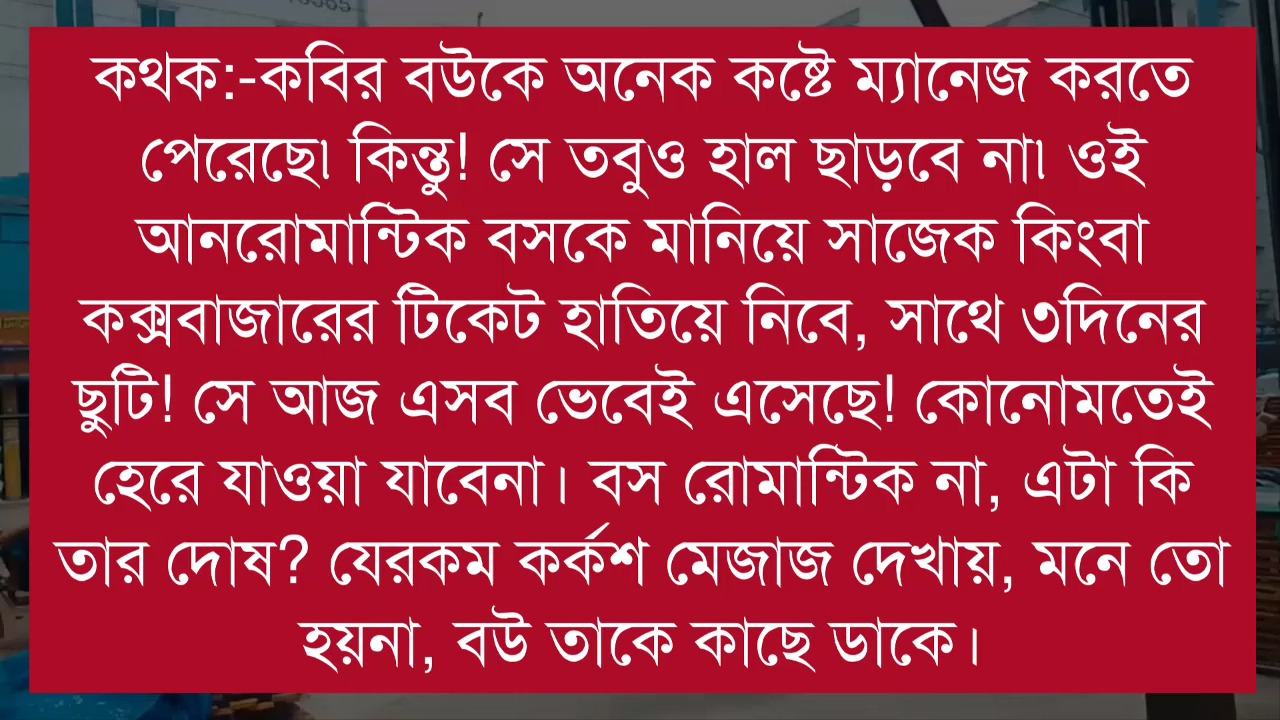 কথক:-কবির বউকে অনেক কষ্টে ম্যানেজ করতে
পেরেছে৷ কিন্তু! সে তবুও হাল ছাড়বে না৷ ওই
আনরোমান্টিক বসকে মানিয়ে সাজেক কিংবা
কক্সবাজারের টিকেট হাতিয়ে নিবে, সাথে ৩দিনের
ছুটি! সে আজ এসব ভেবেই এসেছে! কোনোমতেই
হেরে যাওয়া যাবেনা। বস রোমান্টিক না, এটা কি
তার দোষ? যেরকম কর্কশ মেজাজ দেখায়, মনে তো
হয়না, বউ তাকে কাছে ডাকে।